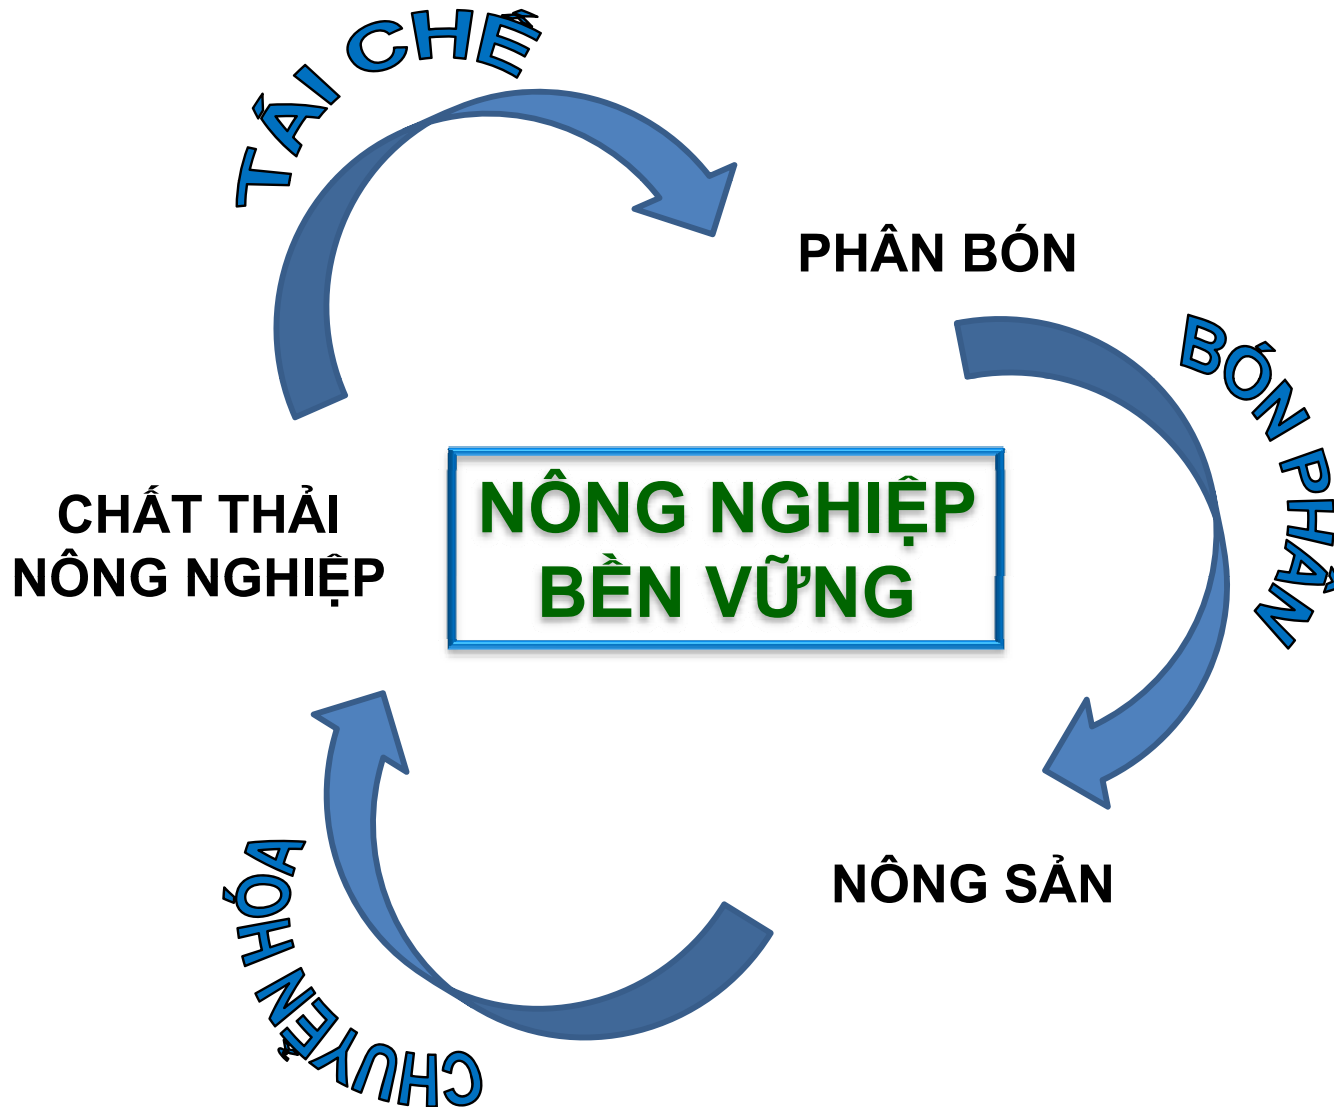 TÁI CHẾ
PHÂN BÓN
BÓN PHÂN
CHẤT THẢI
NÔNG NGHIỆP
NÔNG NGHIỆP
BỀN VỮNG
NÔNG SẢN
CHUYỂN HÓA